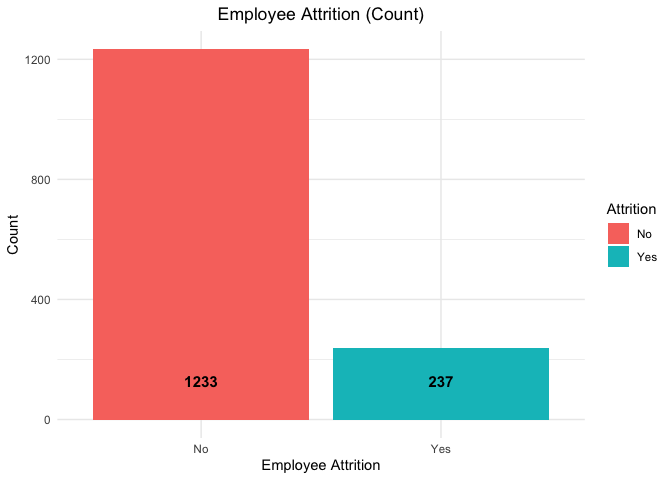 Employee Attrition (Count)
1200
800
400
0
Count
1233
237
No
Yes
Employee Attrition
Attrition
No
Yes